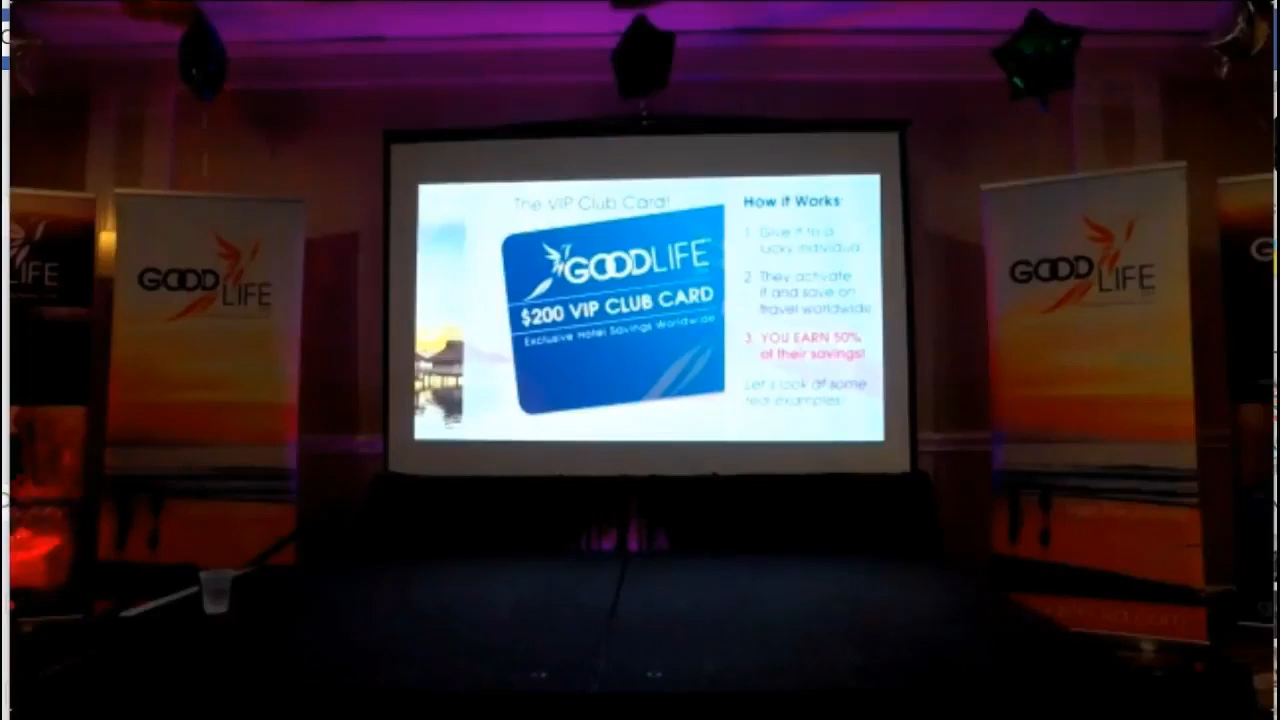 The VIP Club Card!
GOODLIFE
$200 VIP CLUB CARD
Exclusive Hotel Savings Worldwide
How it Works:
1. Give it to a
lucky individual
2. They activate
it and save on
travel worldwide
3. YOU EARN 50%
of their savings!
Let's look at some
real examples!
GOOD
LIFE
GOOD
LIFE
LIFE